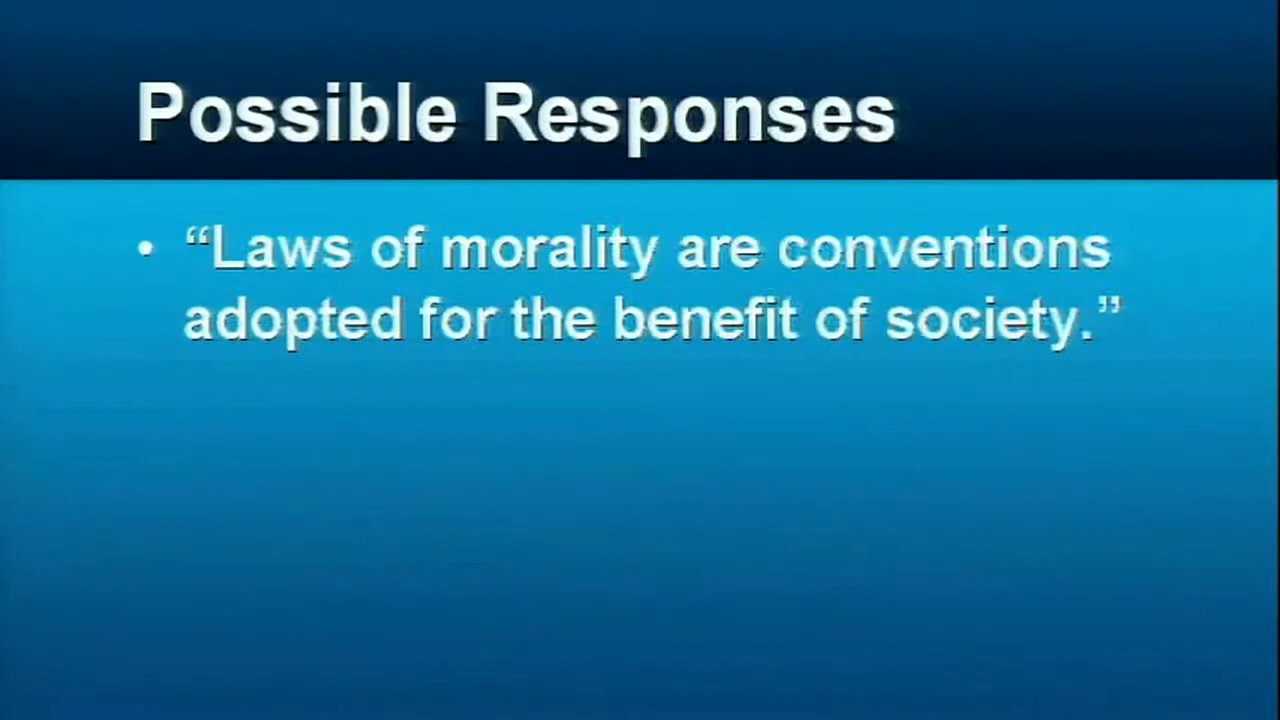 Possible Responses
• “Laws of morality are conventions
adopted for the benefit of society.”